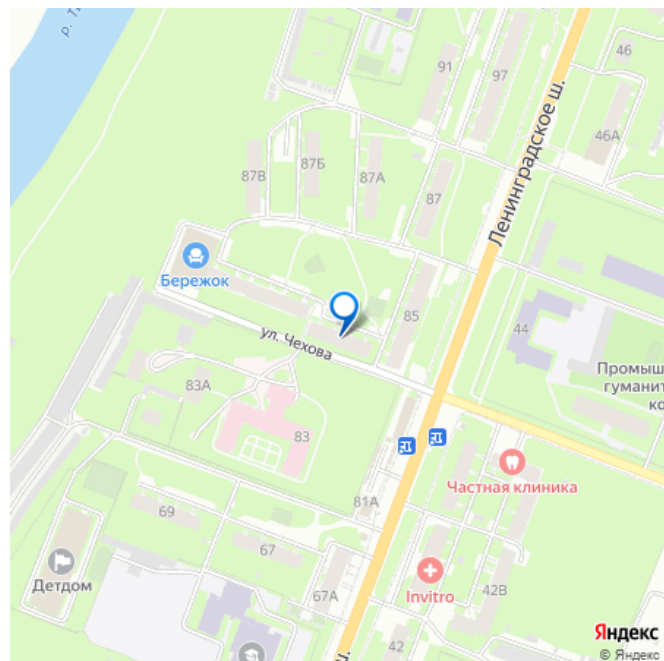 р. Т
91
97
46
46А
87В
87Б
87А
87
Ленинградское ш.
Бережок
85
44
ул. Чехова
83А
83
Промыш
гуманит
ко
Частная клиника
81А
69
67
67А
Детдом
Invitro
42В
42
ш.
Яндекс
© Яндекс